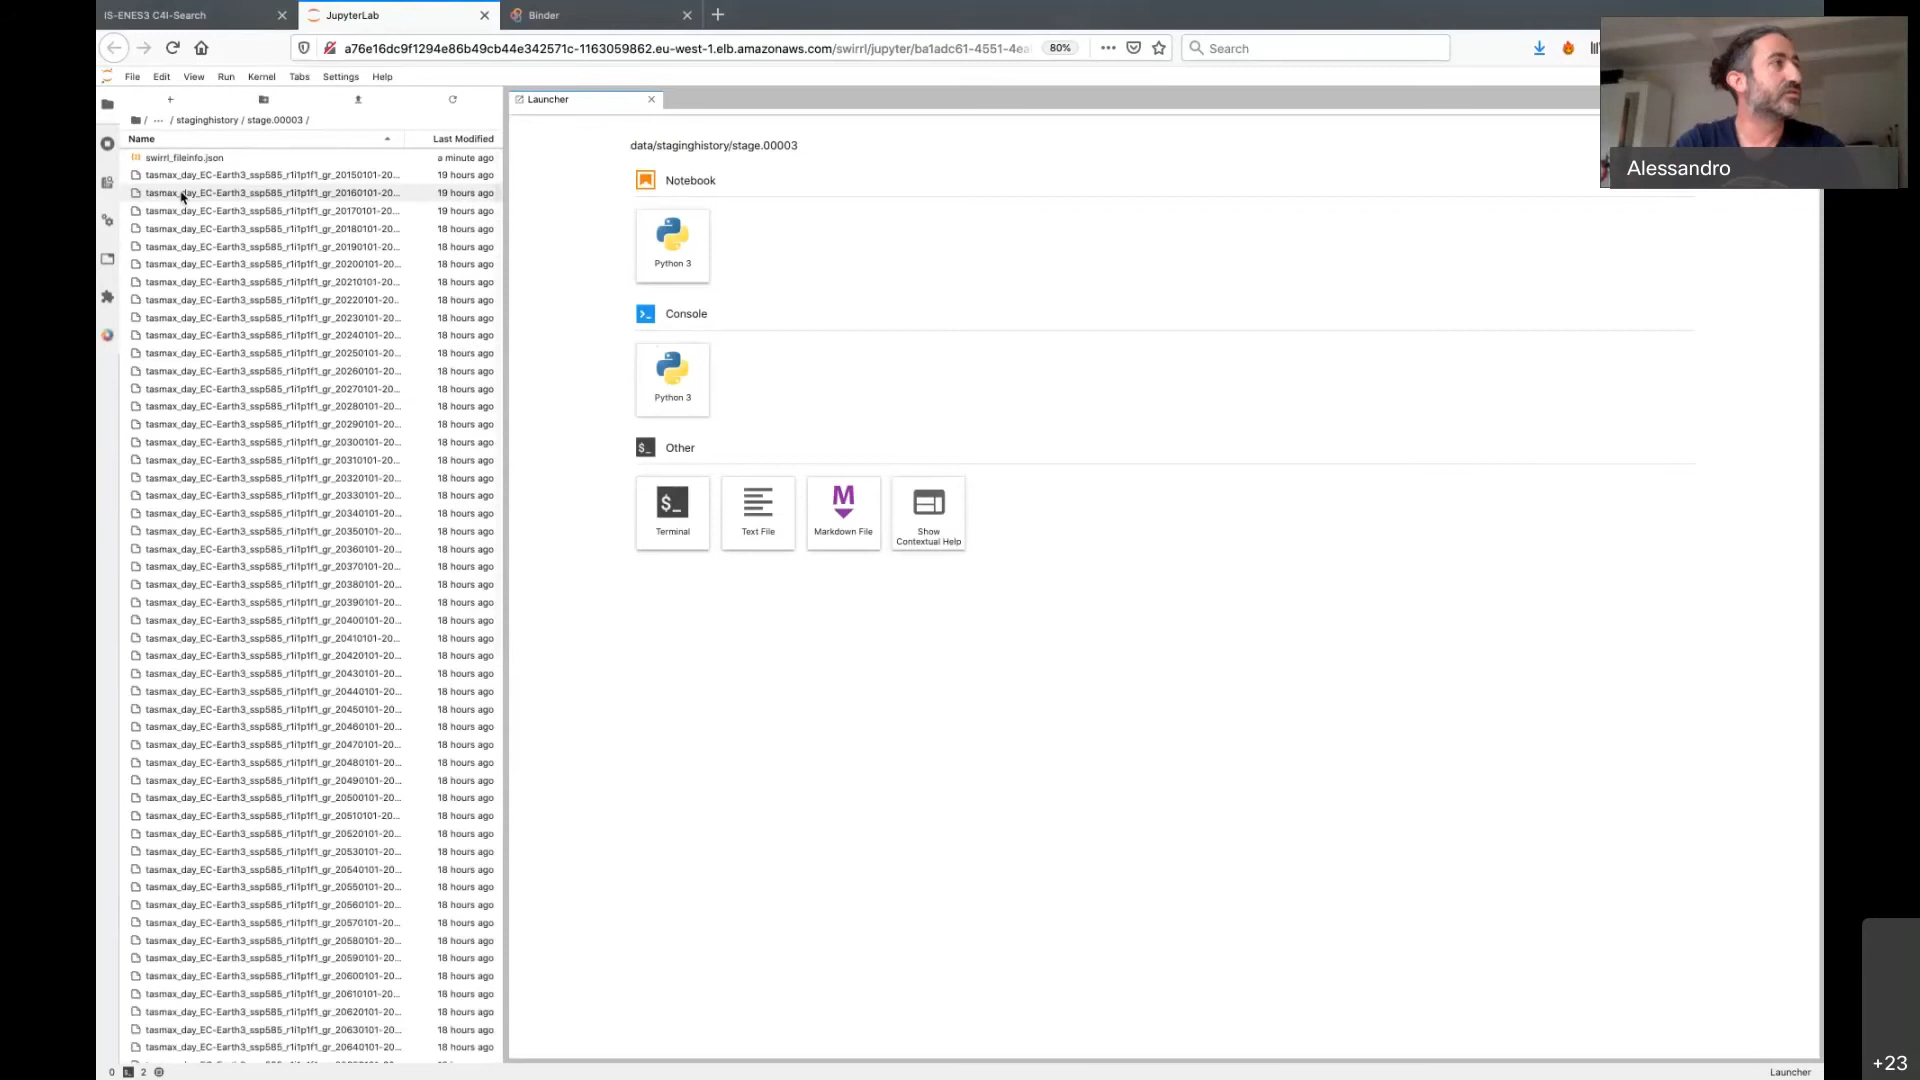 IS-ENES3 C4I-Search
JupyterLab
Binder
a76e16dc9f1294e86b49cb44e342571c-1163059862.eu-west-1.elb.amazonaws.com/swirrl/jupyter/ba1adc61-4551-4ea
80%
Search
File Edit View Run Kernel Tabs Settings Help
/ ··· / staginghistory / stage.00003 /
Name Last Modified
swirrl_fileinfo.json a minute ago
tasmax_day_EC-Earth3_ssp585_r1i1p1f1_gr_20150101-20... 19 hours ago
tasmax_day_EC-Earth3_ssp585_r1i1p1f1_gr_20160101-20... 19 hours ago
tasmax_day_EC-Earth3_ssp585_r1i1p1f1_gr_20170101-20... 19 hours ago
tasmax_day_EC-Earth3_ssp585_r1i1p1f1_gr_20180101-20... 18 hours ago
tasmax_day_EC-Earth3_ssp585_r1i1p1f1_gr_20190101-20... 18 hours ago
tasmax_day_EC-Earth3_ssp585_r1i1p1f1_gr_20200101-20... 18 hours ago
tasmax_day_EC-Earth3_ssp585_r1i1p1f1_gr_20210101-20... 18 hours ago
tasmax_day_EC-Earth3_ssp585_r1i1p1f1_gr_20220101-20... 18 hours ago
tasmax_day_EC-Earth3_ssp585_r1i1p1f1_gr_20230101-20... 18 hours ago
tasmax_day_EC-Earth3_ssp585_r1i1p1f1_gr_20240101-20... 18 hours ago
tasmax_day_EC-Earth3_ssp585_r1i1p1f1_gr_20250101-20... 18 hours ago
tasmax_day_EC-Earth3_ssp585_r1i1p1f1_gr_20260101-20... 18 hours ago
tasmax_day_EC-Earth3_ssp585_r1i1p1f1_gr_20270101-20... 18 hours ago
tasmax_day_EC-Earth3_ssp585_r1i1p1f1_gr_20280101-20... 18 hours ago
tasmax_day_EC-Earth3_ssp585_r1i1p1f1_gr_20290101-20... 18 hours ago
tasmax_day_EC-Earth3_ssp585_r1i1p1f1_gr_20300101-20... 18 hours ago
tasmax_day_EC-Earth3_ssp585_r1i1p1f1_gr_20310101-20... 18 hours ago
tasmax_day_EC-Earth3_ssp585_r1i1p1f1_gr_20320101-20... 18 hours ago
tasmax_day_EC-Earth3_ssp585_r1i1p1f1_gr_20330101-20... 18 hours ago
tasmax_day_EC-Earth3_ssp585_r1i1p1f1_gr_20340101-20... 18 hours ago
tasmax_day_EC-Earth3_ssp585_r1i1p1f1_gr_20350101-20... 18 hours ago
tasmax_day_EC-Earth3_ssp585_r1i1p1f1_gr_20360101-20... 18 hours ago
tasmax_day_EC-Earth3_ssp585_r1i1p1f1_gr_20370101-20... 18 hours ago
tasmax_day_EC-Earth3_ssp585_r1i1p1f1_gr_20380101-20... 18 hours ago
tasmax_day_EC-Earth3_ssp585_r1i1p1f1_gr_20390101-20... 18 hours ago
tasmax_day_EC-Earth3_ssp585_r1i1p1f1_gr_20400101-20... 18 hours ago
tasmax_day_EC-Earth3_ssp585_r1i1p1f1_gr_20410101-20... 18 hours ago
tasmax_day_EC-Earth3_ssp585_r1i1p1f1_gr_20420101-20... 18 hours ago
tasmax_day_EC-Earth3_ssp585_r1i1p1f1_gr_20430101-20... 18 hours ago
tasmax_day_EC-Earth3_ssp585_r1i1p1f1_gr_20440101-20... 18 hours ago
tasmax_day_EC-Earth3_ssp585_r1i1p1f1_gr_20450101-20... 18 hours ago
tasmax_day_EC-Earth3_ssp585_r1i1p1f1_gr_20460101-20... 18 hours ago
tasmax_day_EC-Earth3_ssp585_r1i1p1f1_gr_20470101-20... 18 hours ago
tasmax_day_EC-Earth3_ssp585_r1i1p1f1_gr_20480101-20... 18 hours ago
tasmax_day_EC-Earth3_ssp585_r1i1p1f1_gr_20490101-20... 18 hours ago
tasmax_day_EC-Earth3_ssp585_r1i1p1f1_gr_20500101-20... 18 hours ago
tasmax_day_EC-Earth3_ssp585_r1i1p1f1_gr_20510101-20... 18 hours ago
tasmax_day_EC-Earth3_ssp585_r1i1p1f1_gr_20520101-20... 18 hours ago
tasmax_day_EC-Earth3_ssp585_r1i1p1f1_gr_20530101-20... 18 hours ago
tasmax_day_EC-Earth3_ssp585_r1i1p1f1_gr_20540101-20... 18 hours ago
tasmax_day_EC-Earth3_ssp585_r1i1p1f1_gr_20550101-20... 18 hours ago
tasmax_day_EC-Earth3_ssp585_r1i1p1f1_gr_20560101-20... 18 hours ago
tasmax_day_EC-Earth3_ssp585_r1i1p1f1_gr_20570101-20... 18 hours ago
tasmax_day_EC-Earth3_ssp585_r1i1p1f1_gr_20580101-20... 18 hours ago
tasmax_day_EC-Earth3_ssp585_r1i1p1f1_gr_20590101-20... 18 hours ago
tasmax_day_EC-Earth3_ssp585_r1i1p1f1_gr_20600101-20... 18 hours ago
tasmax_day_EC-Earth3_ssp585_r1i1p1f1_gr_20610101-20... 18 hours ago
tasmax_day_EC-Earth3_ssp585_r1i1p1f1_gr_20620101-20... 18 hours ago
tasmax_day_EC-Earth3_ssp585_r1i1p1f1_gr_20630101-20... 18 hours ago
tasmax_day_EC-Earth3_ssp585_r1i1p1f1_gr_20640101-20... 18 hours ago
0 2
Launcher
data/staginghistory/stage.00003
Notebook
Python 3
>_ Console
Python 3
$_ Other
$_
M
Terminal
Text File
Markdown File
Show
Contextual Help
Launcher
Alessandro
+23